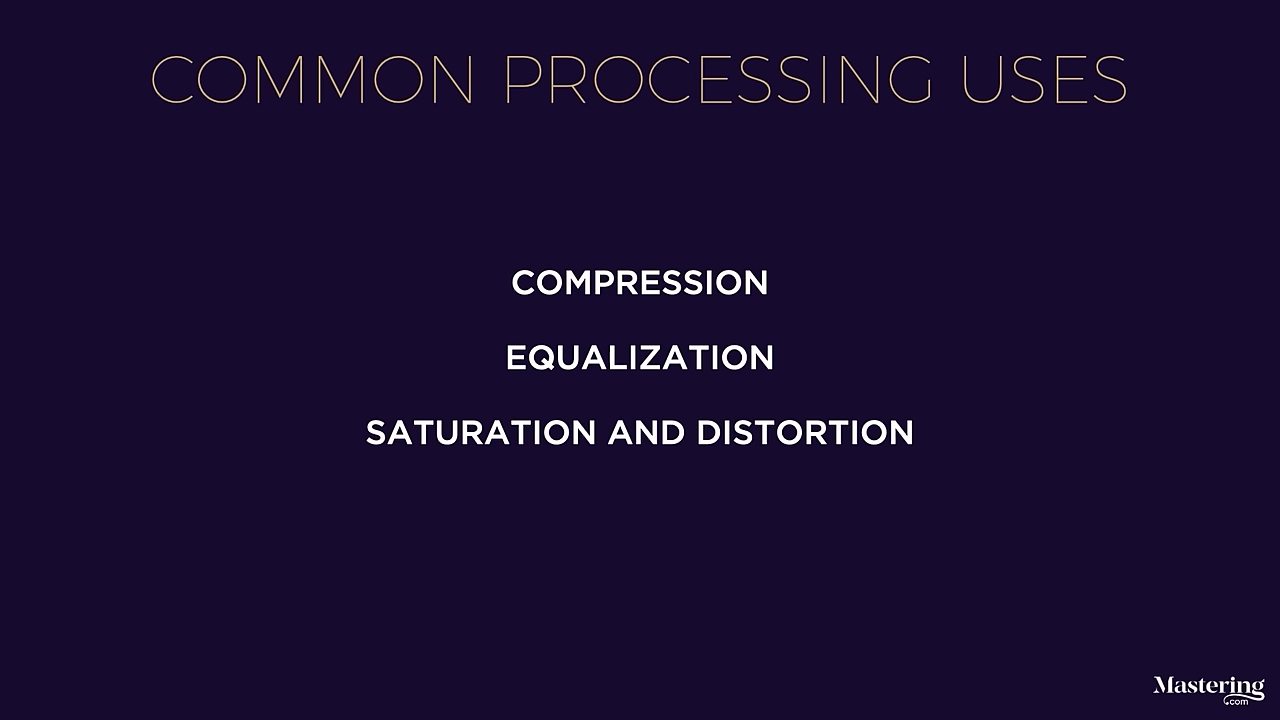 COMMON PROCESSING USES
COMPRESSION
EQUALIZATION
SATURATION AND DISTORTION
Mastering
.com